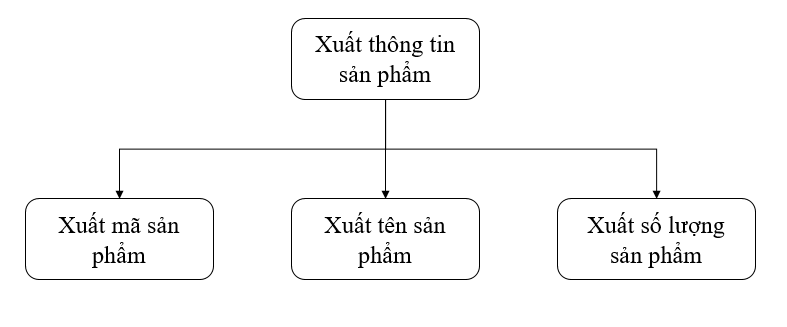 Xuất thông tin
sản phẩm
Xuất mã sản
phẩm
Xuất tên sản
phẩm
Xuất số lượng
sản phẩm